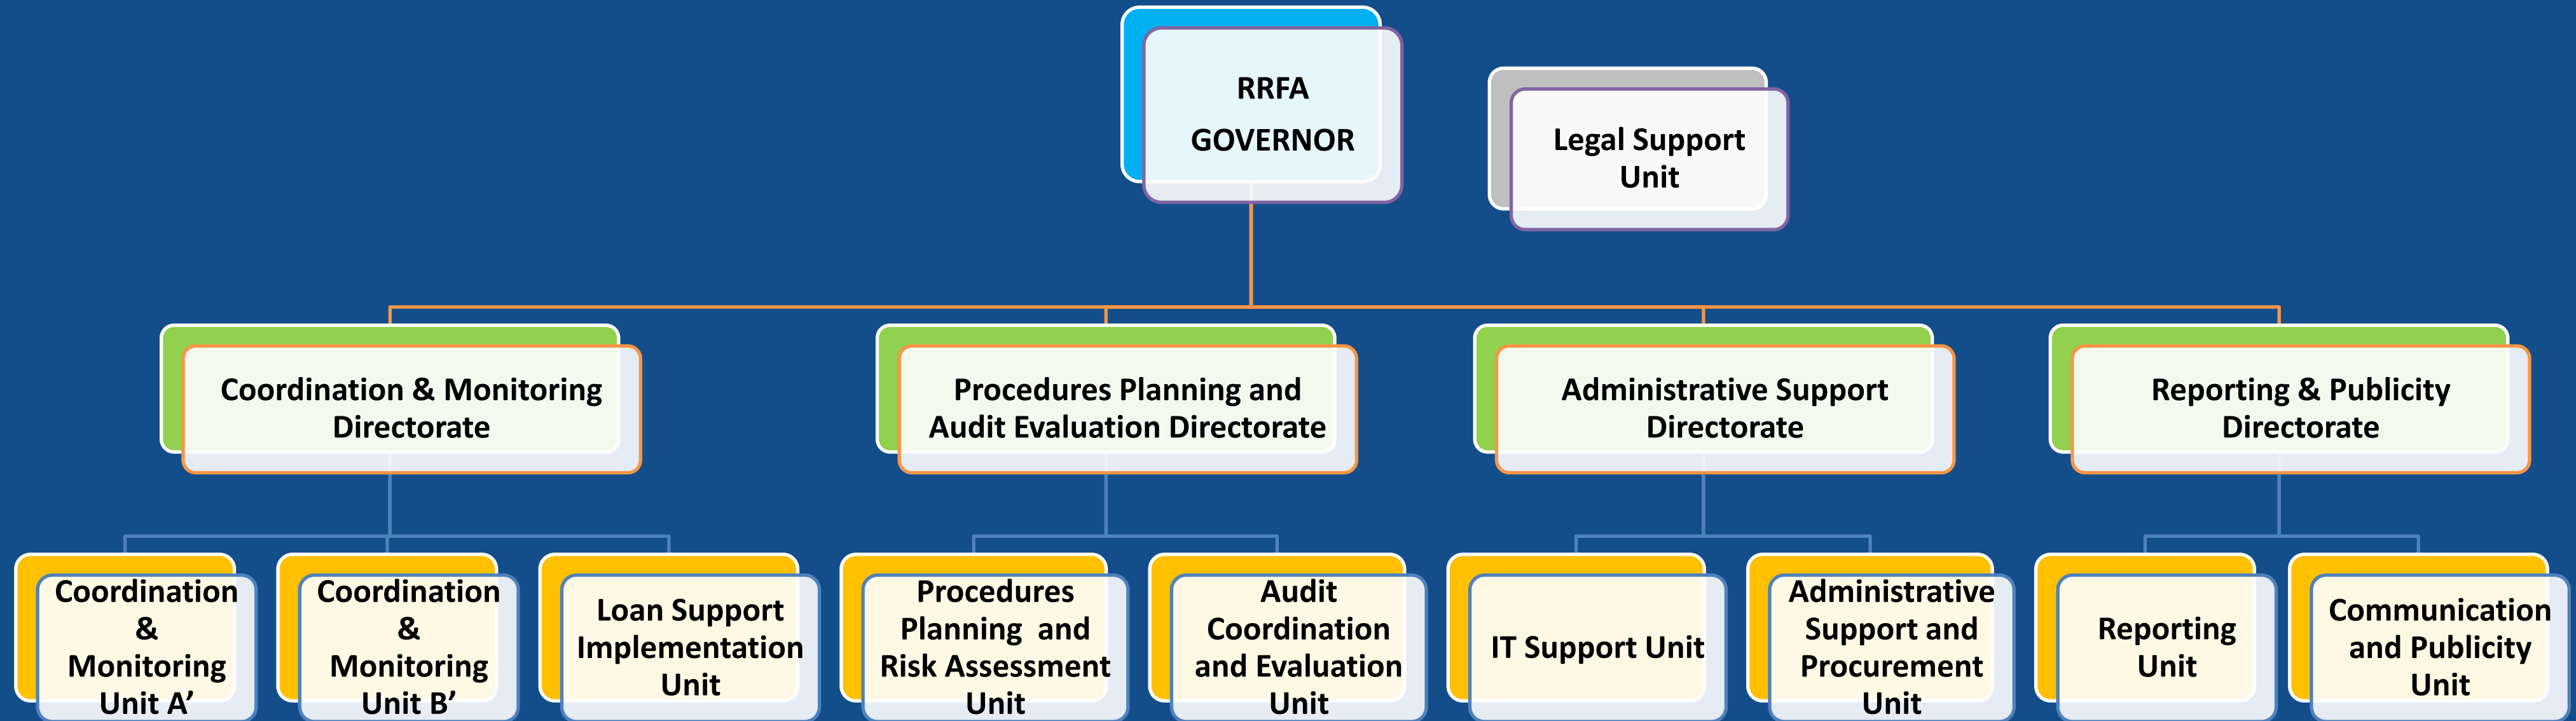 RRFA
GOVERNOR
Legal Support
Unit
Coordination & Monitoring
Directorate
Procedures Planning and
Audit Evaluation Directorate
Administrative Support
Directorate
Reporting & Publicity
Directorate
Coordination
&
Monitoring
Unit A’
Coordination
&
Monitoring
Unit B’
Loan Support
Implementation
Unit
Procedures
Planning and
Risk Assessment
Unit
Audit
Coordination
and Evaluation
Unit
IT Support Unit
Administrative
Support and
Procurement
Unit
Reporting
Unit
Communication
and Publicity
Unit